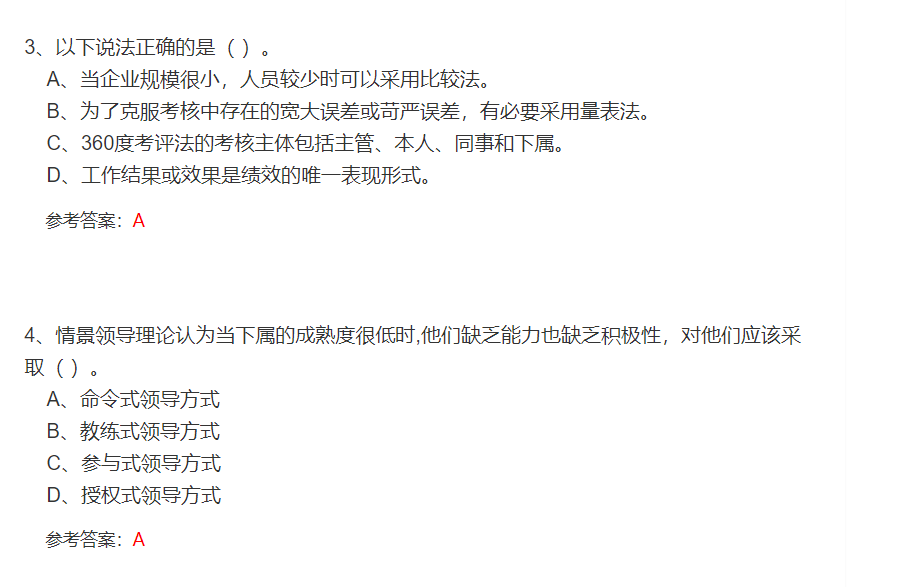 3、以下说法正确的是（ ）。
A、当企业规模很小，人员较少时可以采用比较法。
B、为了克服考核中存在的宽大误差或苛严误差，有必要采用量表法。
C、360度考评法的考核主体包括主管、本人、同事和下属。
D、工作结果或效果是绩效的唯一表现形式。
参考答案：A
4、情景领导理论认为当下属的成熟度很低时,他们缺乏能力也缺乏积极性，对他们应该采
取（ ）。
A、命令式领导方式
B、教练式领导方式
C、参与式领导方式
D、授权式领导方式
参考答案：A